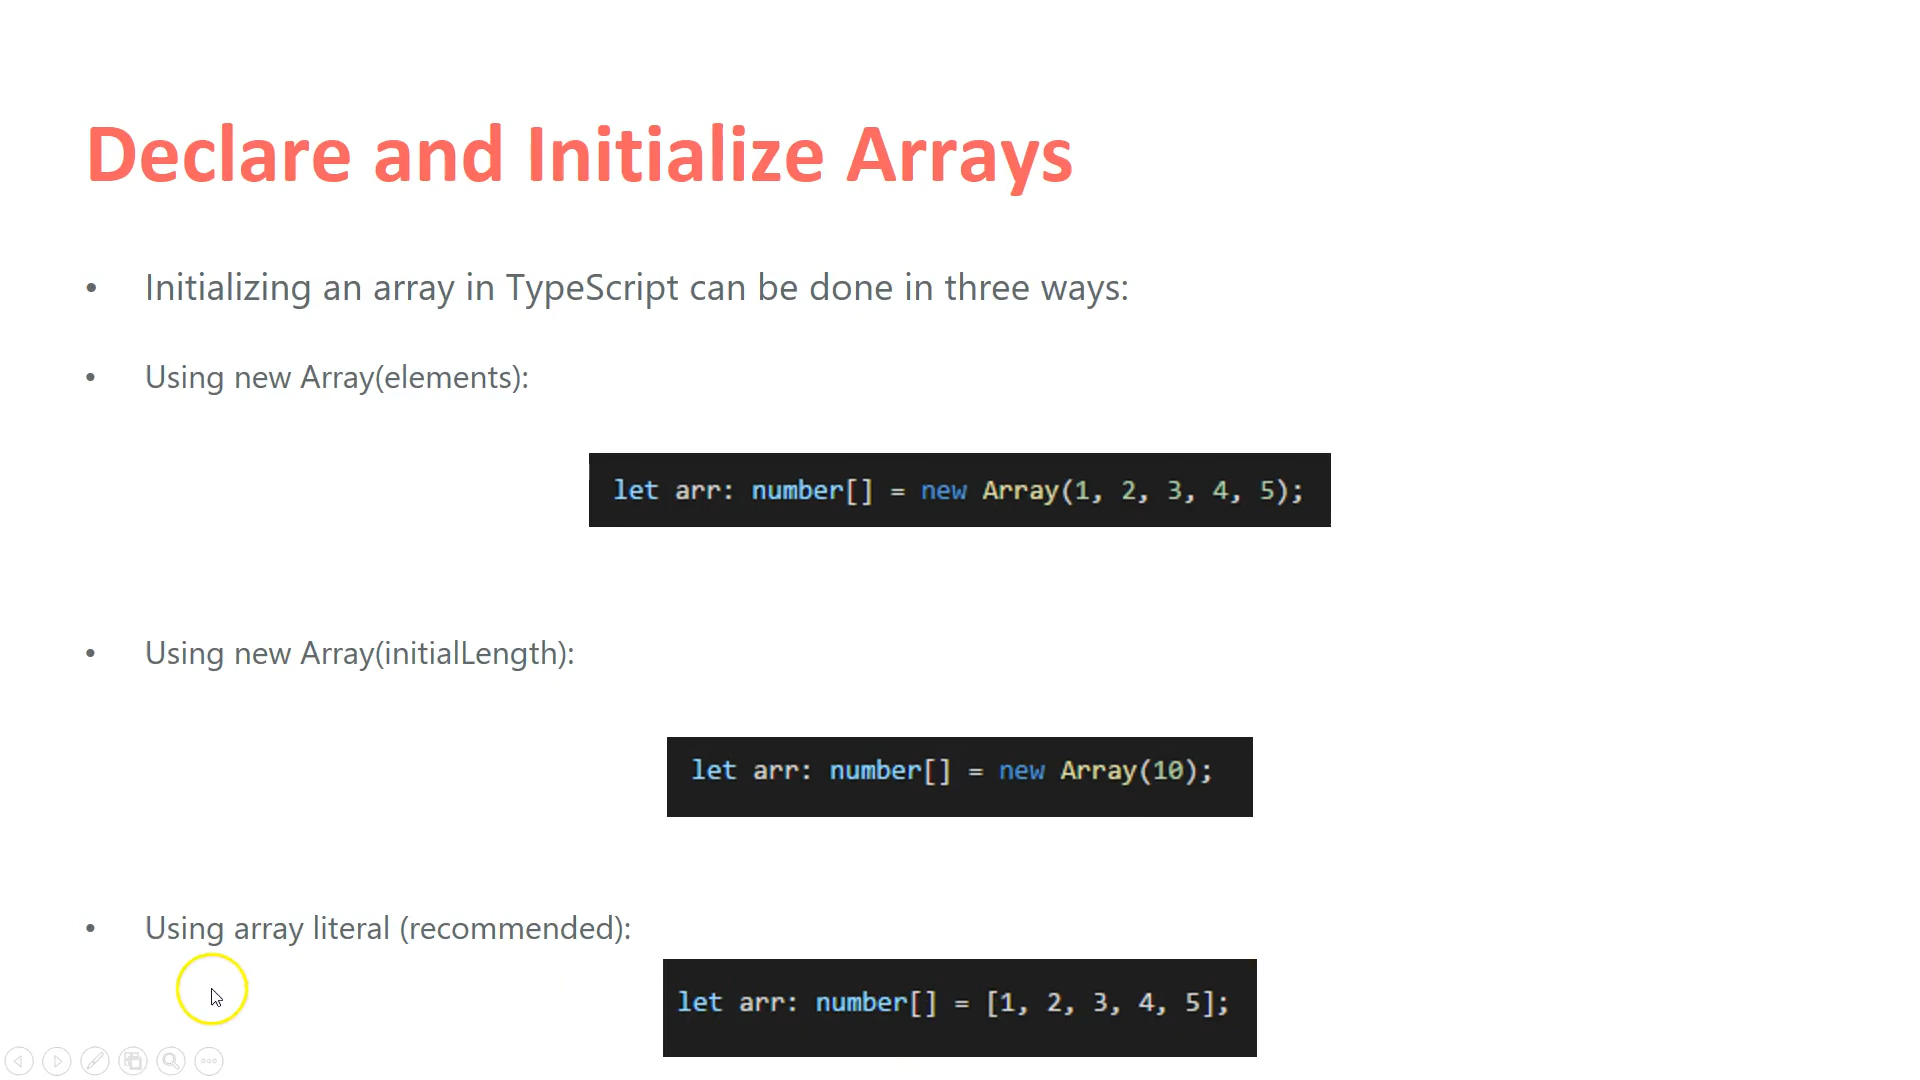 Declare and Initialize Arrays
• Initializing an array in TypeScript can be done in three ways:
• Using new Array(elements):
let arr: number[] = new Array(1, 2, 3, 4, 5);
• Using new Array(initialLength):
let arr: number[] = new Array(10);
• Using array literal (recommended):
let arr: number[] = [1, 2, 3, 4, 5];